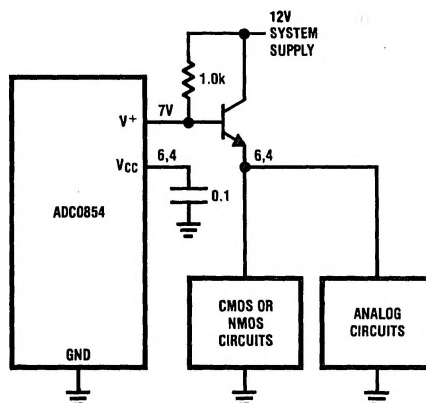 12V
SYSTEM
SUPPLY
1.0k
7V
V+
6,4
6,4
VCC
0.1
ADC0854
CMOS OR
NMOS
CIRCUITS
ANALOG
CIRCUITS
GND